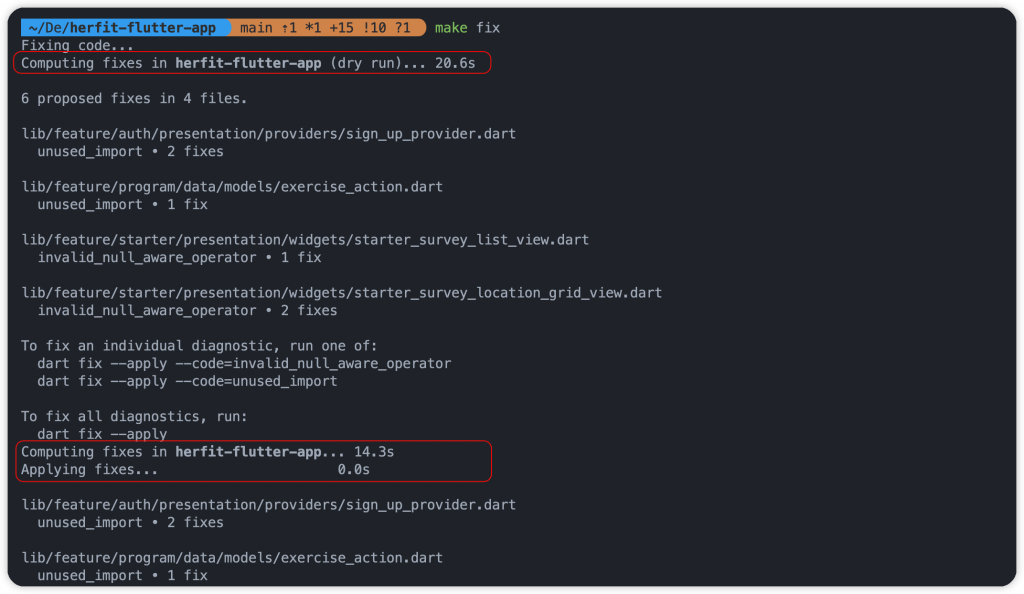 ~/De/herfit-flutter-app main ↑1 *1 +15 !10 ?1 make fix
Fixing code...
Computing fixes in herfit-flutter-app (dry run)... 20.6s
6 proposed fixes in 4 files.
lib/feature/auth/presentation/providers/sign_up_provider.dart
unused_import • 2 fixes
lib/feature/program/data/models/exercise_action.dart
unused_import • 1 fix
lib/feature/starter/presentation/widgets/starter_survey_list_view.dart
invalid_null_aware_operator • 1 fix
lib/feature/starter/presentation/widgets/starter_survey_location_grid_view.dart
invalid_null_aware_operator • 2 fixes
To fix an individual diagnostic, run one of:
dart fix --apply --code=invalid_null_aware_operator
dart fix --apply --code=unused_import
To fix all diagnostics, run:
dart fix --apply
Computing fixes in herfit-flutter-app... 14.3s
Applying fixes... 0.0s
lib/feature/auth/presentation/providers/sign_up_provider.dart
unused_import • 2 fixes
lib/feature/program/data/models/exercise_action.dart
unused_import • 1 fix